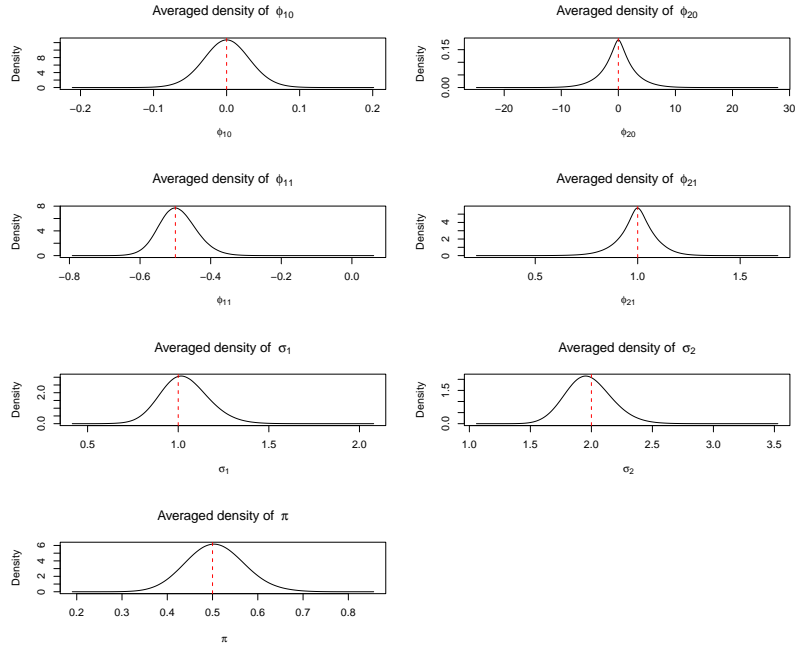 Averaged density of ϕ10
Density
4 8
−0.2 −0.1 0.0 0.1 0.2
ϕ10
Averaged density of ϕ20
Density
0.00 0.15
−20 −10 0 10 20 30
ϕ20
Averaged density of ϕ11
Density
0 4 8
−0.8 −0.6 −0.4 −0.2 0.0
ϕ11
Averaged density of ϕ21
Density
0 2 4
0.5 1.0 1.5
ϕ21
Averaged density of σ1
Density
0.0 2.0
0.5 1.0 1.5 2.0
σ1
Averaged density of σ2
Density
0.0 1.5
1.0 1.5 2.0 2.5 3.0 3.5
σ2
Averaged density of π
Density
0 2 4 6
0.2 0.3 0.4 0.5 0.6 0.7 0.8
π